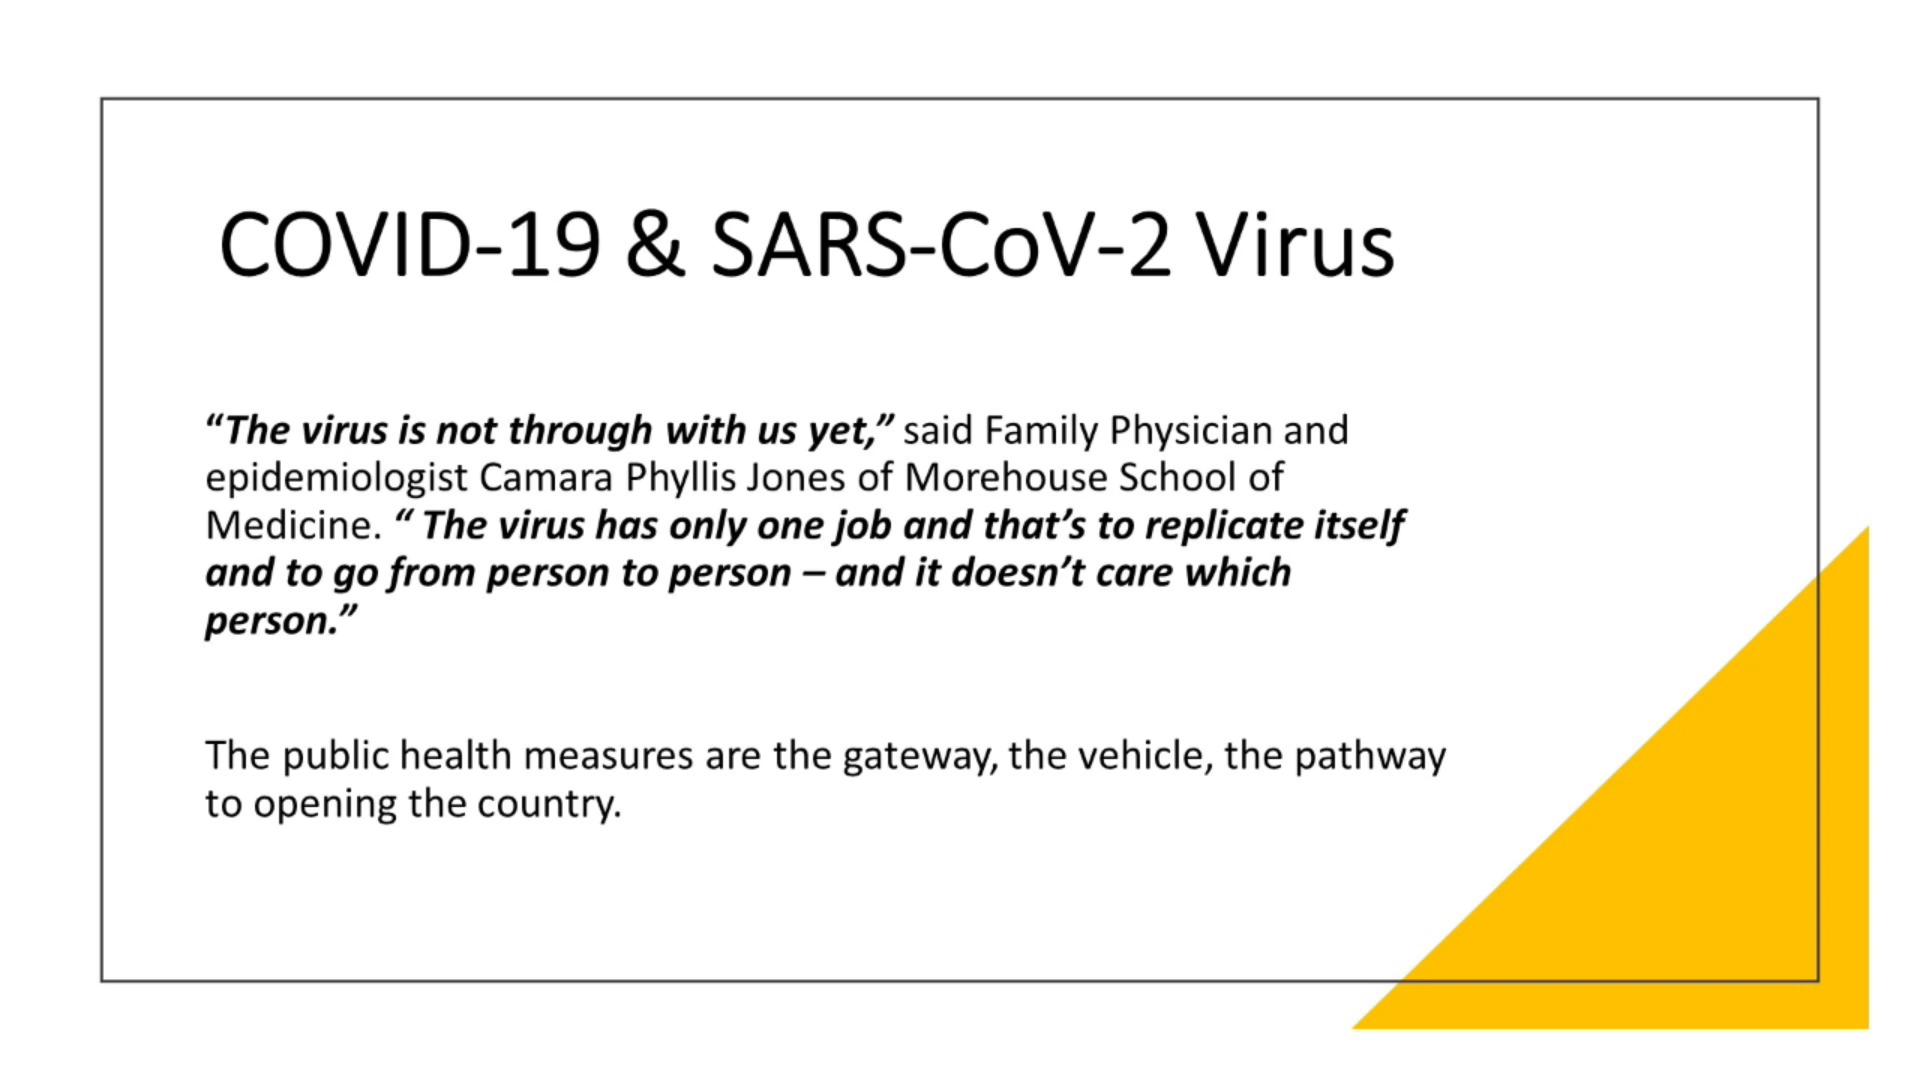 COVID-19 & SARS-CoV-2 Virus
“The virus is not through with us yet,” said Family Physician and
epidemiologist Camara Phyllis Jones of Morehouse School of
Medicine. “ The virus has only one job and that’s to replicate itself
and to go from person to person – and it doesn’t care which
person.”
The public health measures are the gateway, the vehicle, the pathway
to opening the country.